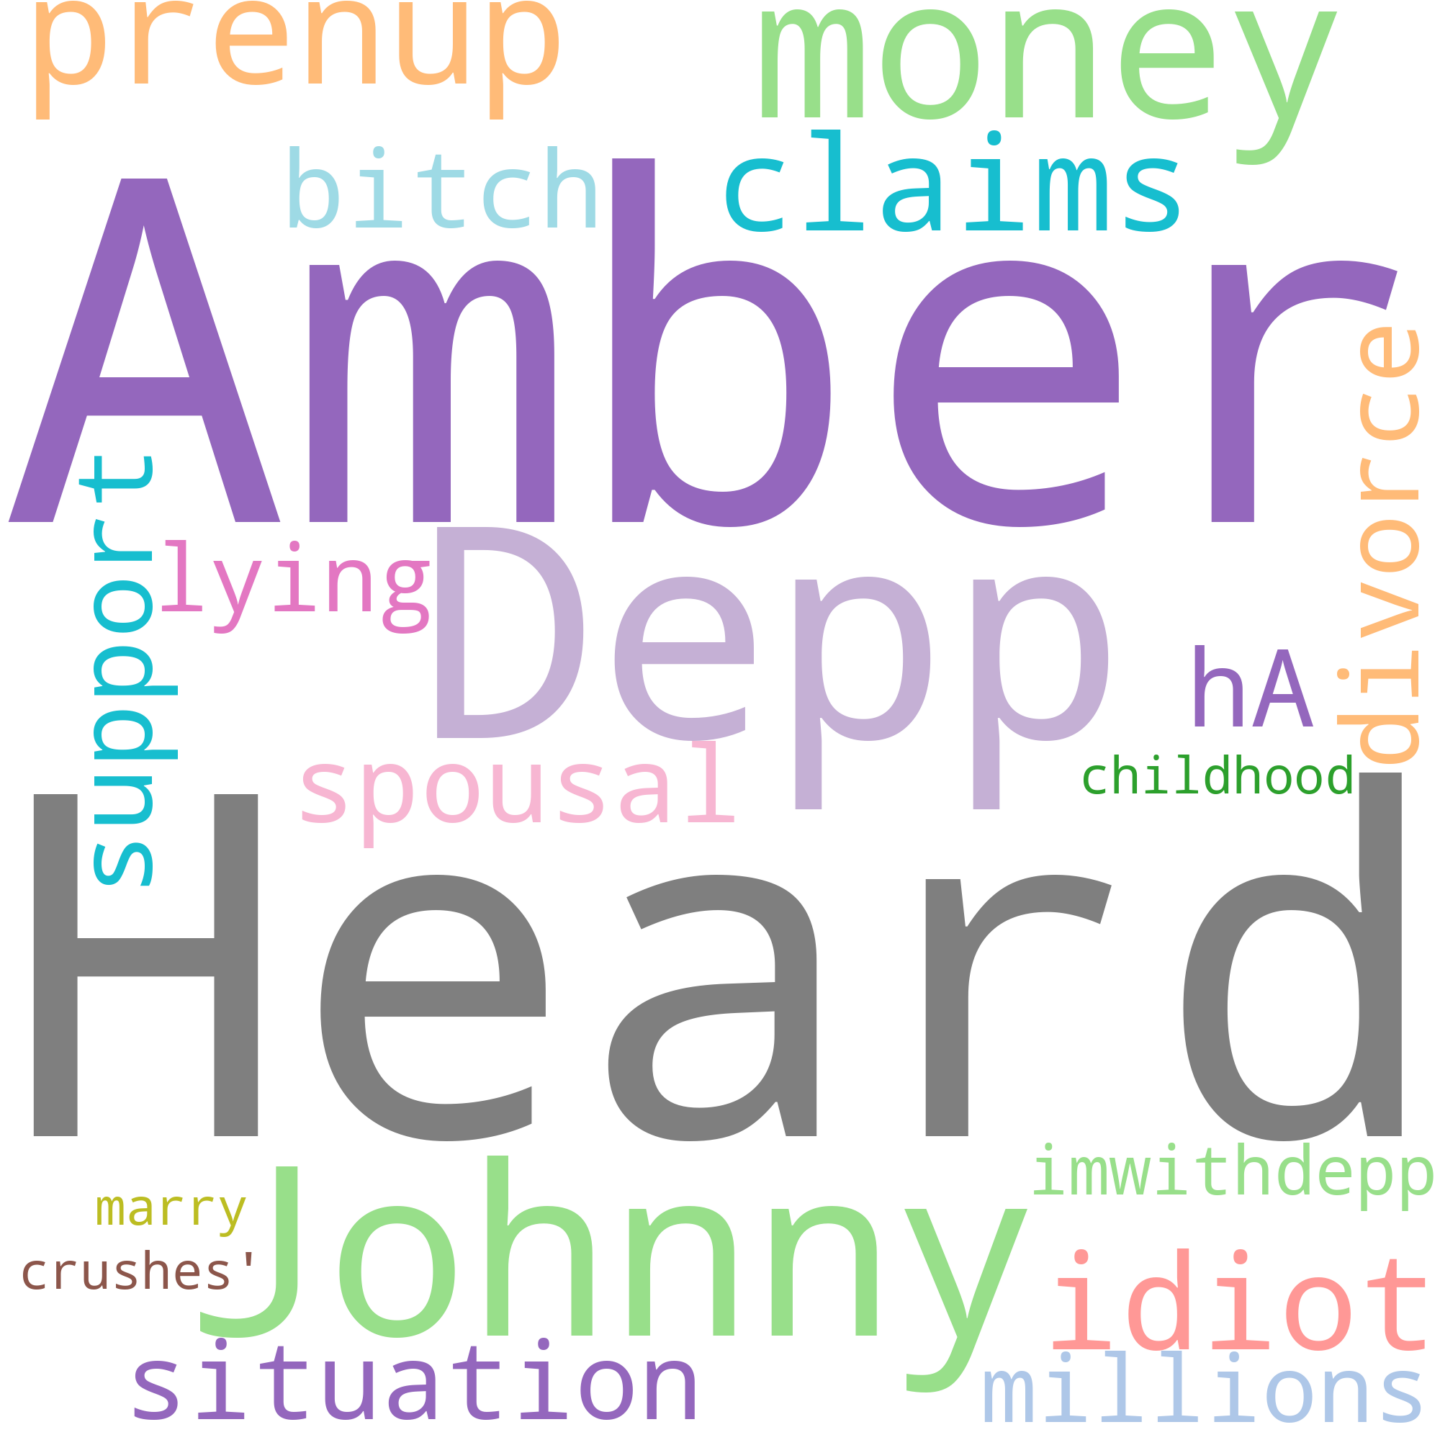 prenup
money
bitch
claims
Amber
divorce
support
lying
Depp
hA
spousal
childhood
Heard
imwithdepp
Johnny
marry
crushes'
idiot
situation
millions